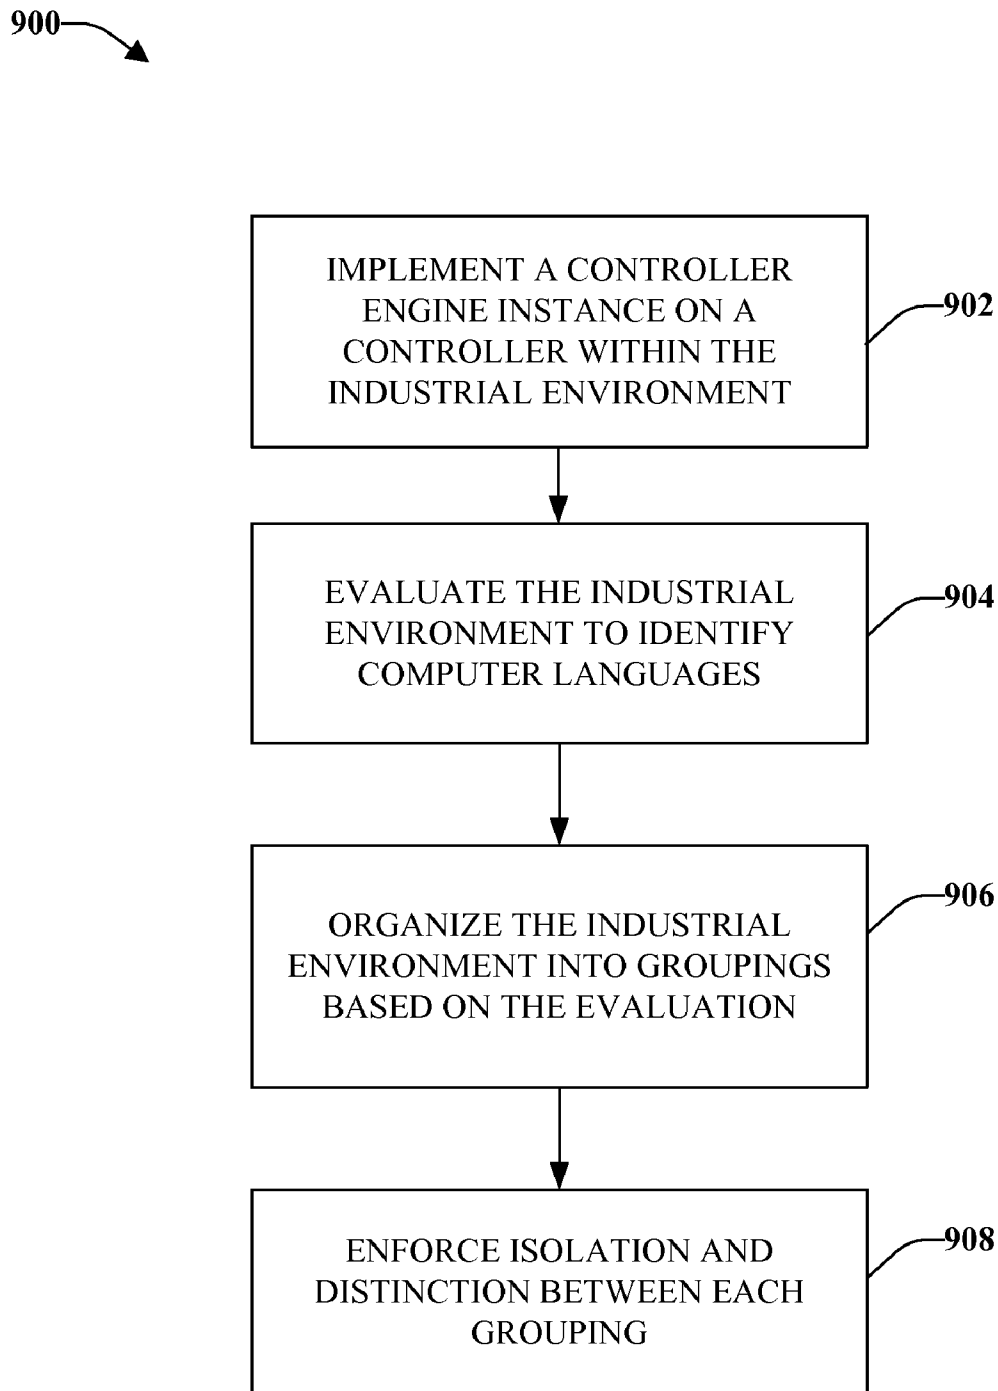 900
IMPLEMENT A CONTROLLER
ENGINE INSTANCE ON A
CONTROLLER WITHIN THE
INDUSTRIAL ENVIRONMENT
902
EVALUATE THE INDUSTRIAL
ENVIRONMENT TO IDENTIFY
COMPUTER LANGUAGES
904
ORGANIZE THE INDUSTRIAL
ENVIRONMENT INTO GROUPINGS
BASED ON THE EVALUATION
906
ENFORCE ISOLATION AND
DISTINCTION BETWEEN EACH
GROUPING
908